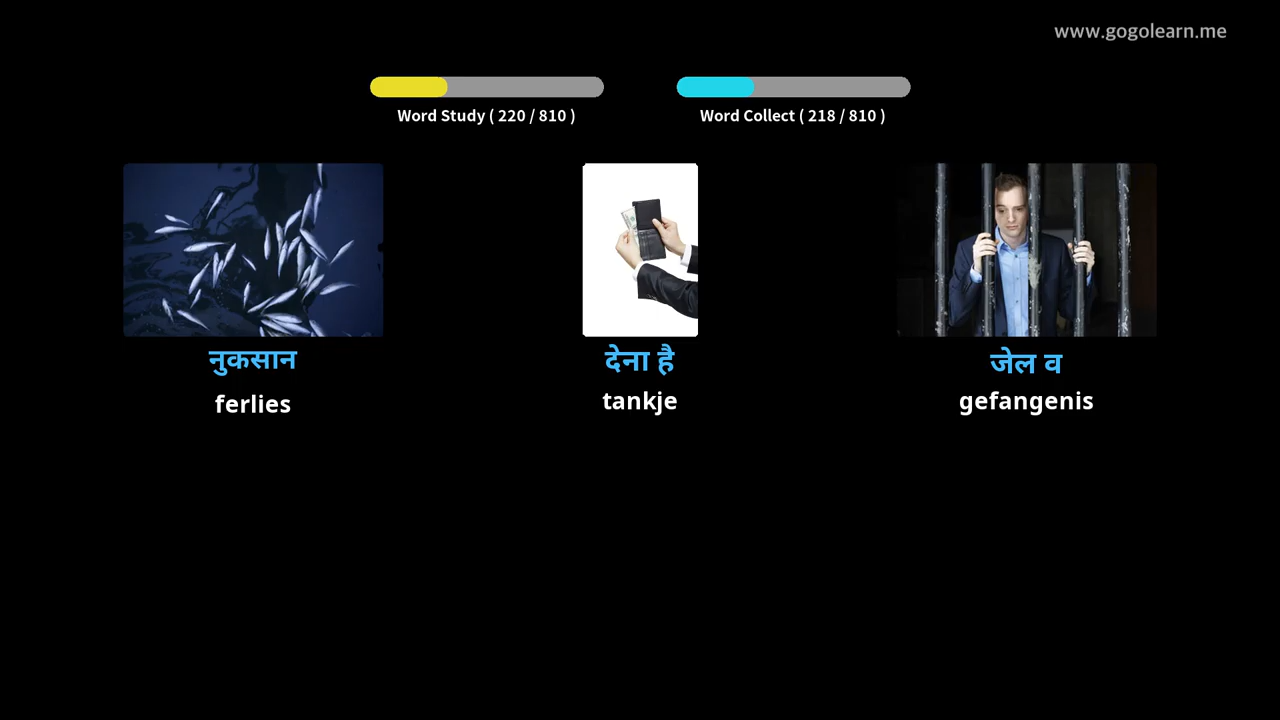 www.gogolearn.me
Word Study ( 220 / 810 )
Word Collect ( 218 / 810 )
नुकसान
देना है
जेल व
ferlies
tankje
gefangenis